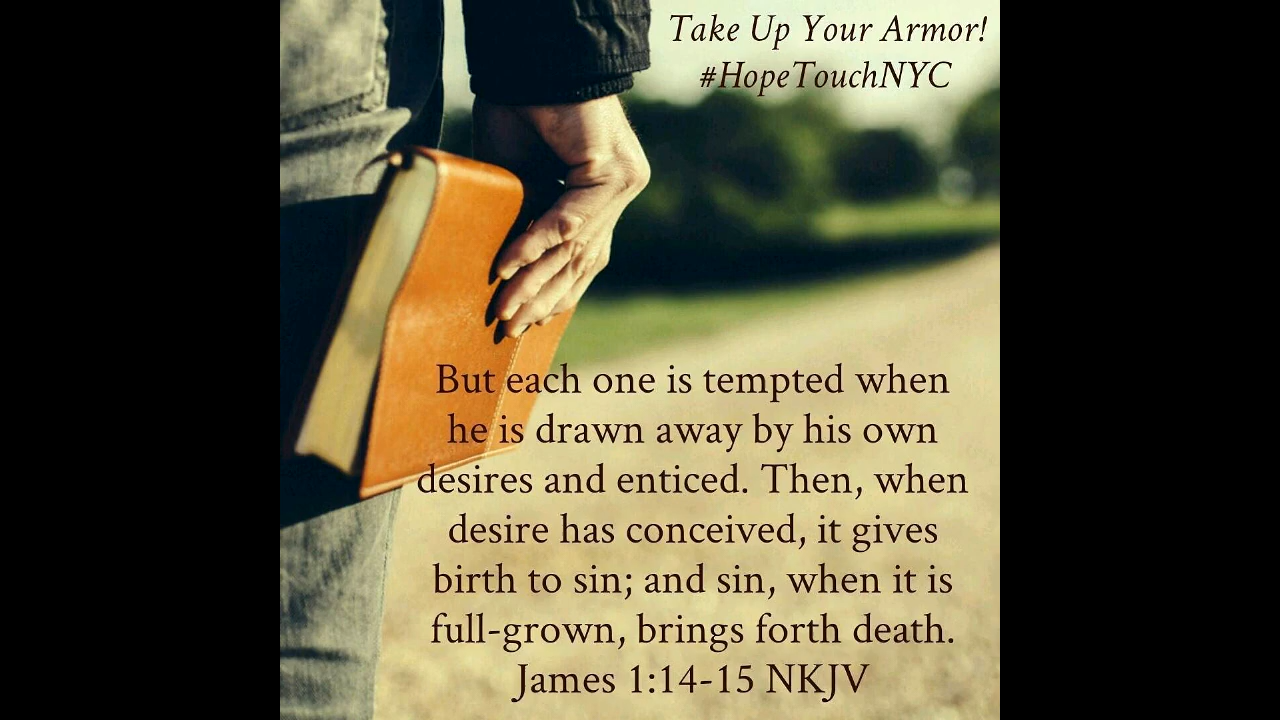 Take Up Your Armor!
#HopeTouchNYC
But each one is tempted when
he is drawn away by his own
desires and enticed. Then, when
desire has conceived, it gives
birth to sin; and sin, when it is
full-grown, brings forth death.
James 1:14-15 NKJV